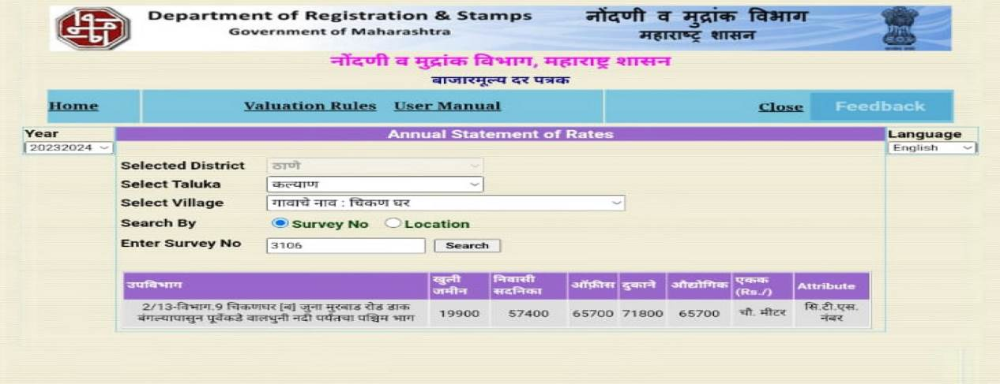 Department of Registration & Stamps
Government of Maharashtra
नोंदणी व मुद्रांक विभाग
महाराष्ट्र शासन
नोंदणी व मुद्रांक विभाग, महाराष्ट्र शासन
बाजारमूल्य दर पत्रक
Home Valuation Rules User Manual Close Feedback
Year Annual Statement of Rates Language
20232024 English
Selected District ठाणे
Select Taluka कल्याण
Select Village गावाचे नाव : चिकण घर
Search By Survey No Location
Enter Survey No 3106 Search
उपविभाग खुली जमीन निवासी सदनिका ऑफ़ीस दुकाने औद्योगिक एकक (Rs./) Attribute
2/13-विभाग.9 चिकणघर [ब] जुना मुरबाड रोड डाक
बंगल्यापासुन पूर्वेकडे वालधुनी नदी पर्यंतचा पश्चिम भाग 19900 57400 65700 71800 65700 चौ. मीटर सि.टी.एस. नंबर